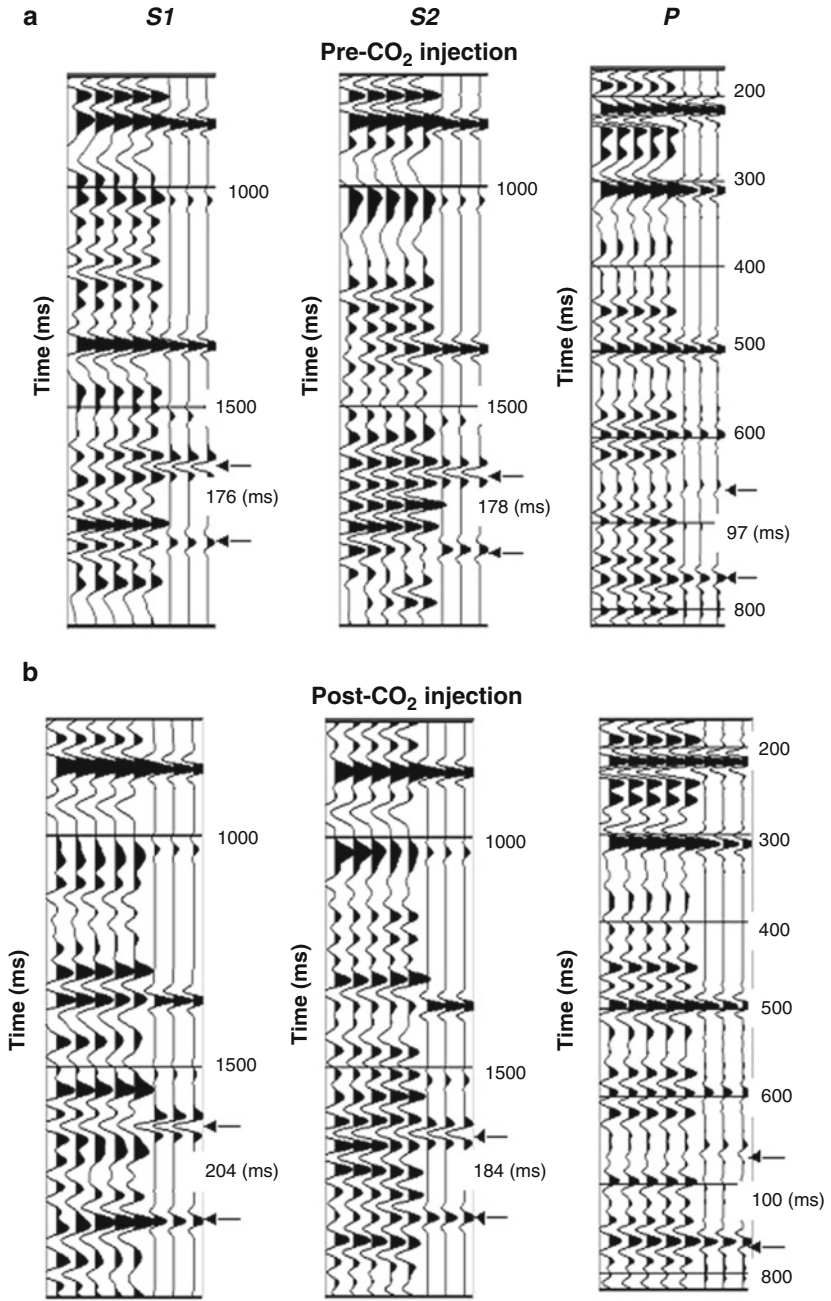 a S1 S2 P
Pre-CO₂ injection
Time (ms)
1000
1500
176 (ms)
Time (ms)
1000
1500
178 (ms)
Time (ms)
200
300
400
500
600
97 (ms)
800
b
Post-CO₂ injection
Time (ms)
1000
1500
204 (ms)
Time (ms)
1000
1500
184 (ms)
Time (ms)
200
300
400
500
600
100 (ms)
800